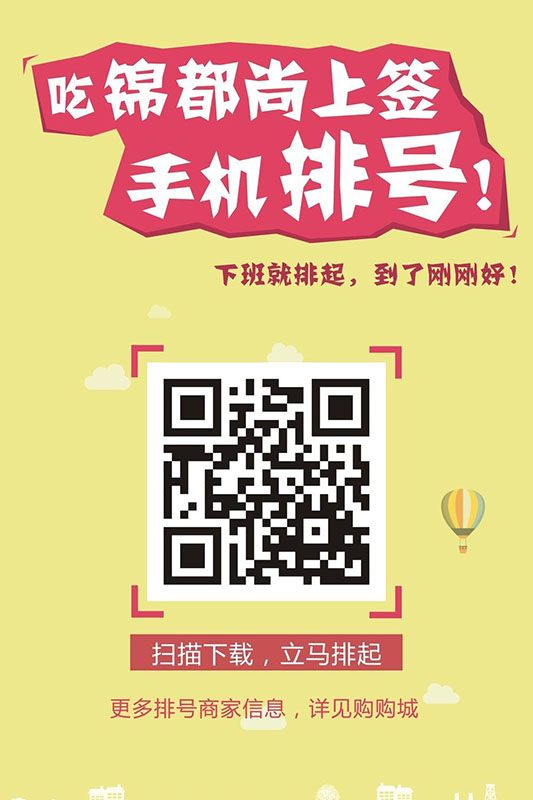 吃锦都尚上签
手机排号!
下班就排起，到了刚刚好!
扫描下载，立马排起
更多排号商家信息，详见购购城